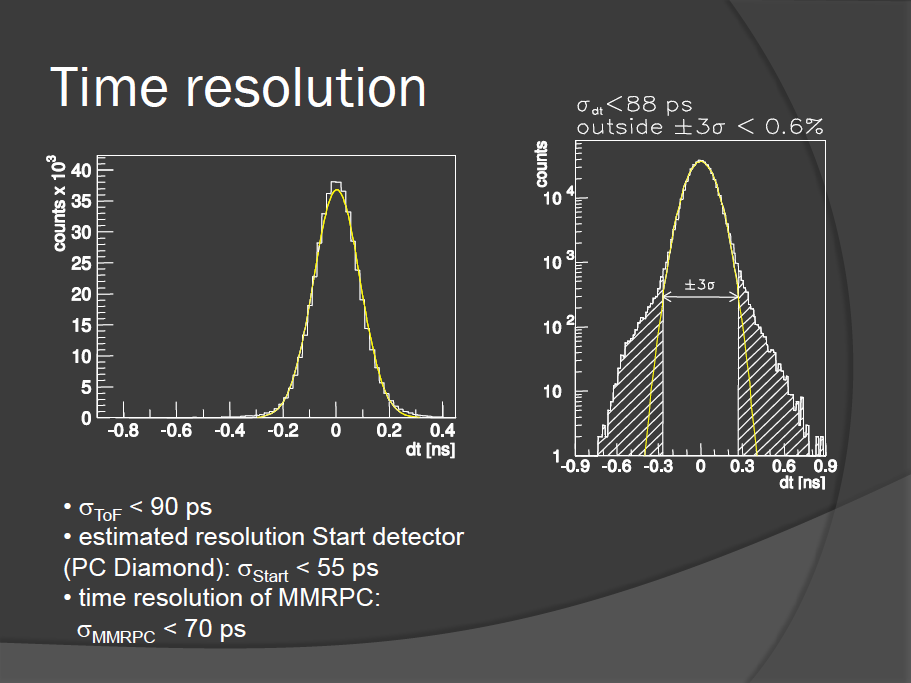 Time resolution
σdt<88 ps
outside ±3σ < 0.6%
counts x 10³
40
35
30
25
20
15
10
5
0
-0.8 -0.6 -0.4 -0.2 0 0.2 0.4
dt [ns]
counts
10⁴
10³
10²
10
1
±3σ
-0.9 -0.6 -0.3 0 0.3 0.6 0.9
dt [ns]
• σToF < 90 ps
• estimated resolution Start detector
(PC Diamond): σStart < 55 ps
• time resolution of MMRPC:
σMMRPC < 70 ps